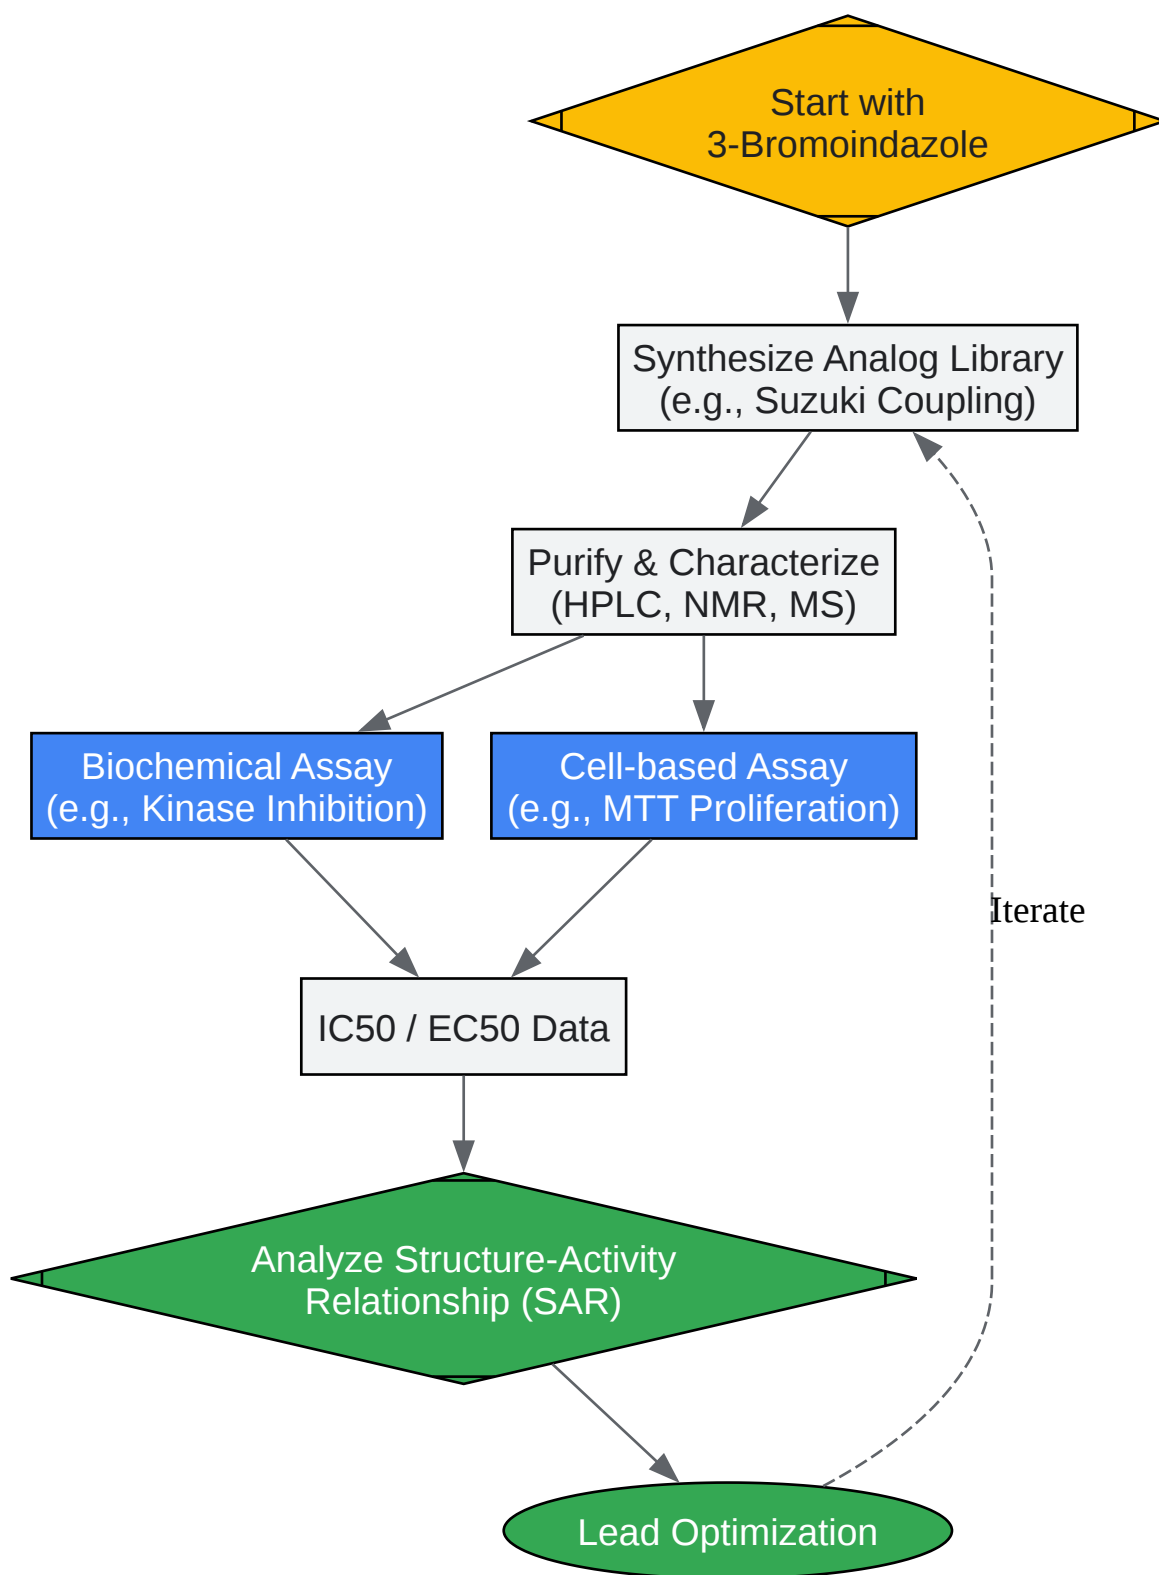 Start with
3-Bromoindazole
Synthesize Analog Library
(e.g., Suzuki Coupling)
Purify & Characterize
(HPLC, NMR, MS)
Biochemical Assay
(e.g., Kinase Inhibition)
Cell-based Assay
(e.g., MTT Proliferation)
Iterate
IC50 / EC50 Data
Analyze Structure-Activity
Relationship (SAR)
Lead Optimization